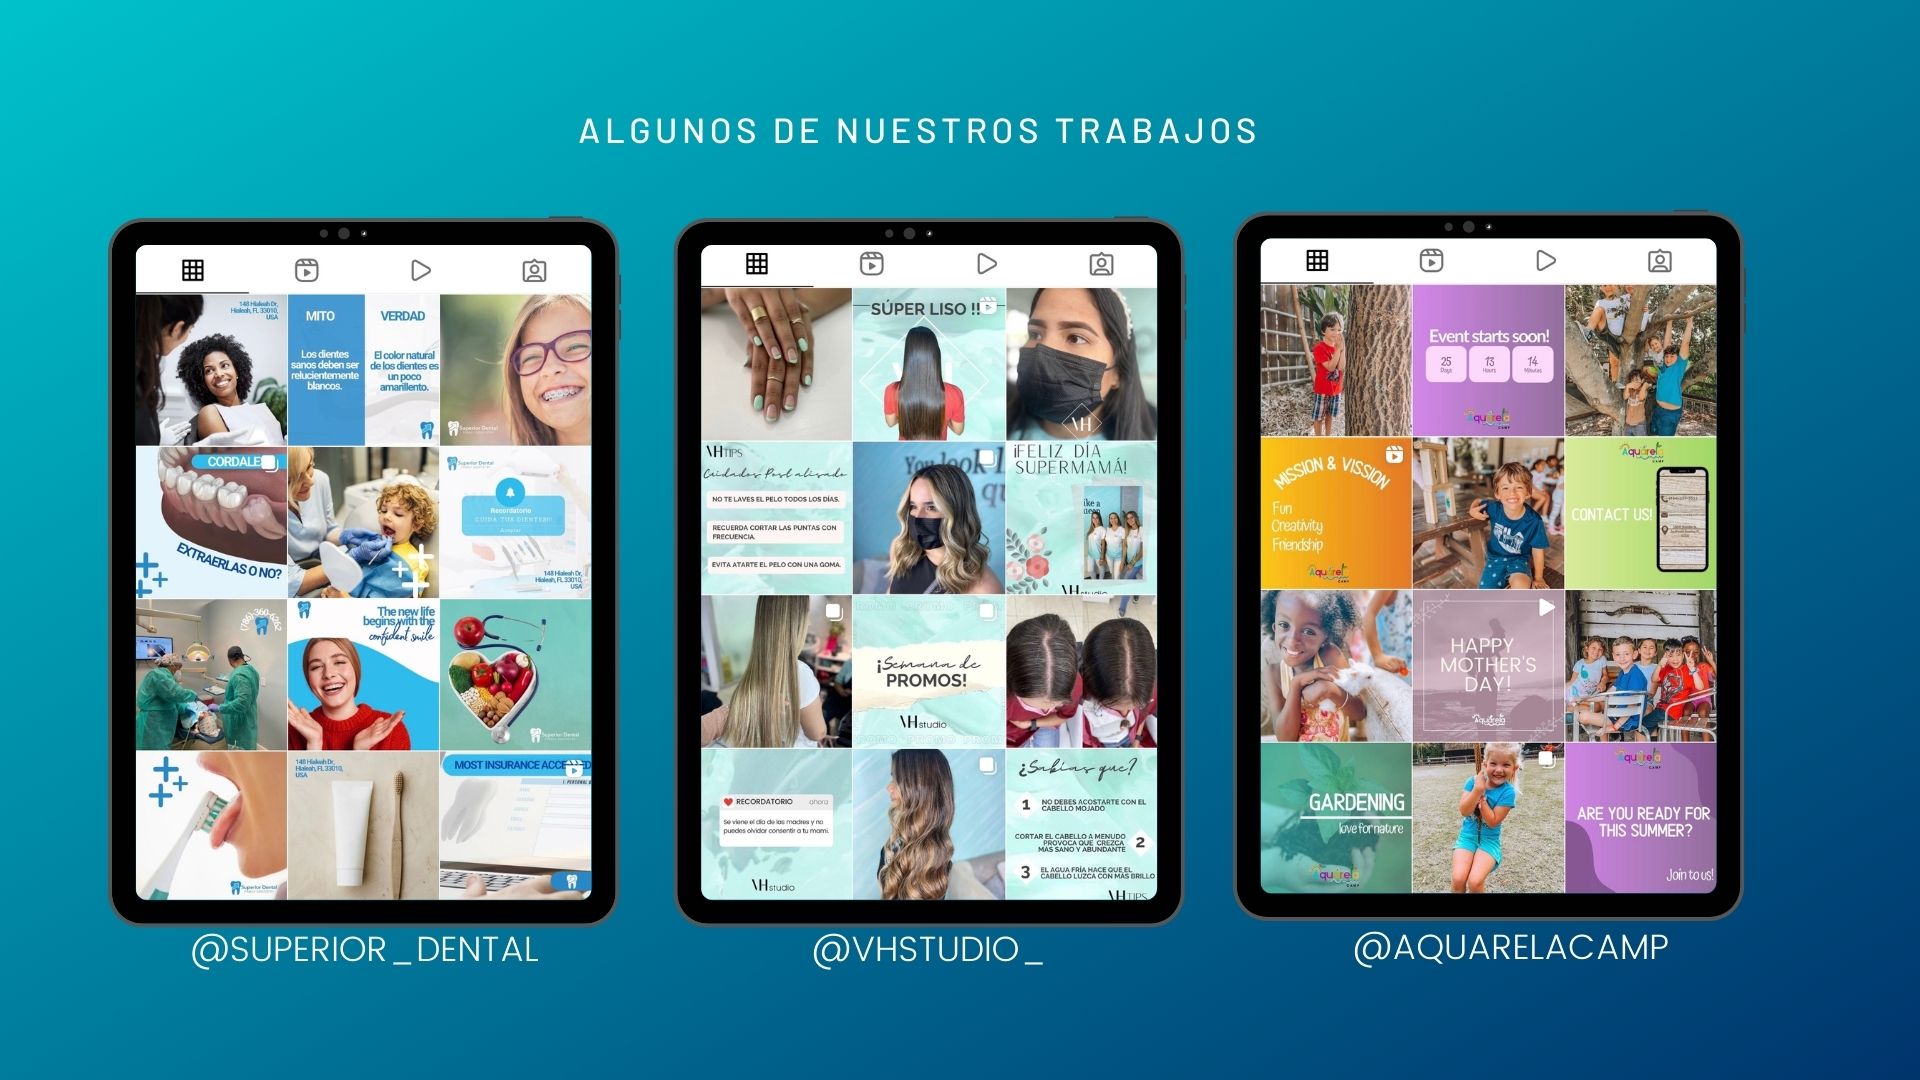 ALGUNOS DE NUESTROS TRABAJOS
148 Hialeah Dr,
Hialeah, FL 33010,
USA
MITO
Los dientes
sanos deben ser
relucientemente
blancos.
VERDAD
El color natural
de los dientes es
un poco
amarillento.
Superior Dental
CORDALE
EXTRAERLAS O NO?
Superior Dental
Recordatorio
CUIDA TUS DIENTES!!!
Aceptar
148 Hialeah Dr,
Hialeah, FL 33010,
USA
The new life
begins with the
confident smile
Superior Dental
Superior Dental
148 Hialeah Dr,
Hialeah, FL 33010,
USA
MOST INSURANCE ACCEPTED
@SUPERIOR_DENTAL
SÚPER LISO !!
VH
VH TIPS
Cuidados Post alisado
NO TE LAVES EL PELO TODOS LOS DÍAS.
RECUERDA CORTAR LAS PUNTAS CON
FRECUENCIA.
EVITA ATARTE EL PELO CON UNA GOMA.
You look l
¡FELIZ DÍA
SUPERMAMÁ!
VH studio
PROMO
¡Semana de
PROMOS!
VH studio
PROMO
RECORDATORIO ahora
Se viene el día de las madres y no
puedes olvidar consentir a tu mami.
VH studio
¿Sabías que?
1 NO DEBES ACOSTARTE CON EL
CABELLO MOJADO
CORTAR EL CABELLO A MENUDO
PROVOCA QUE CREZCA
MÁS SANO Y ABUNDANTE
2
3 EL AGUA FRÍA HACE QUE EL
CABELLO LUZCA CON MÁS BRILLO
VH TIPS
@VHSTUDIO_
Event starts soon!
25 13 14
Days Hours Minutes
Aquarela
CAMP
MISSION & VISSION
Fun
Creativity
Friendship
Aquarela
CAMP
Aquarela
CAMP
CONTACT US!
HAPPY
MOTHER'S
DAY!
Aquarela
GARDENING
love for nature
Aquarela
CAMP
Aquarela
CAMP
ARE YOU READY FOR
THIS SUMMER?
Join to us!
@AQUARELACAMP